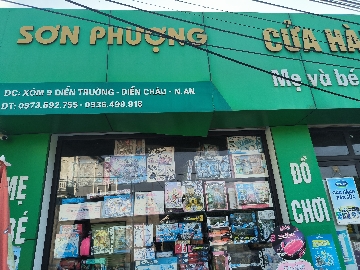 SƠN PHƯỢNG
CỬA HÀ
Mẹ và bé
ĐC: XÓM 9 DIỄN TRƯỜNG - DIỄN CHÂU - N.AN
ĐT: 0973.592.755 - 0936.499.918
MẸ
BÉ
ĐỒ
CHƠI